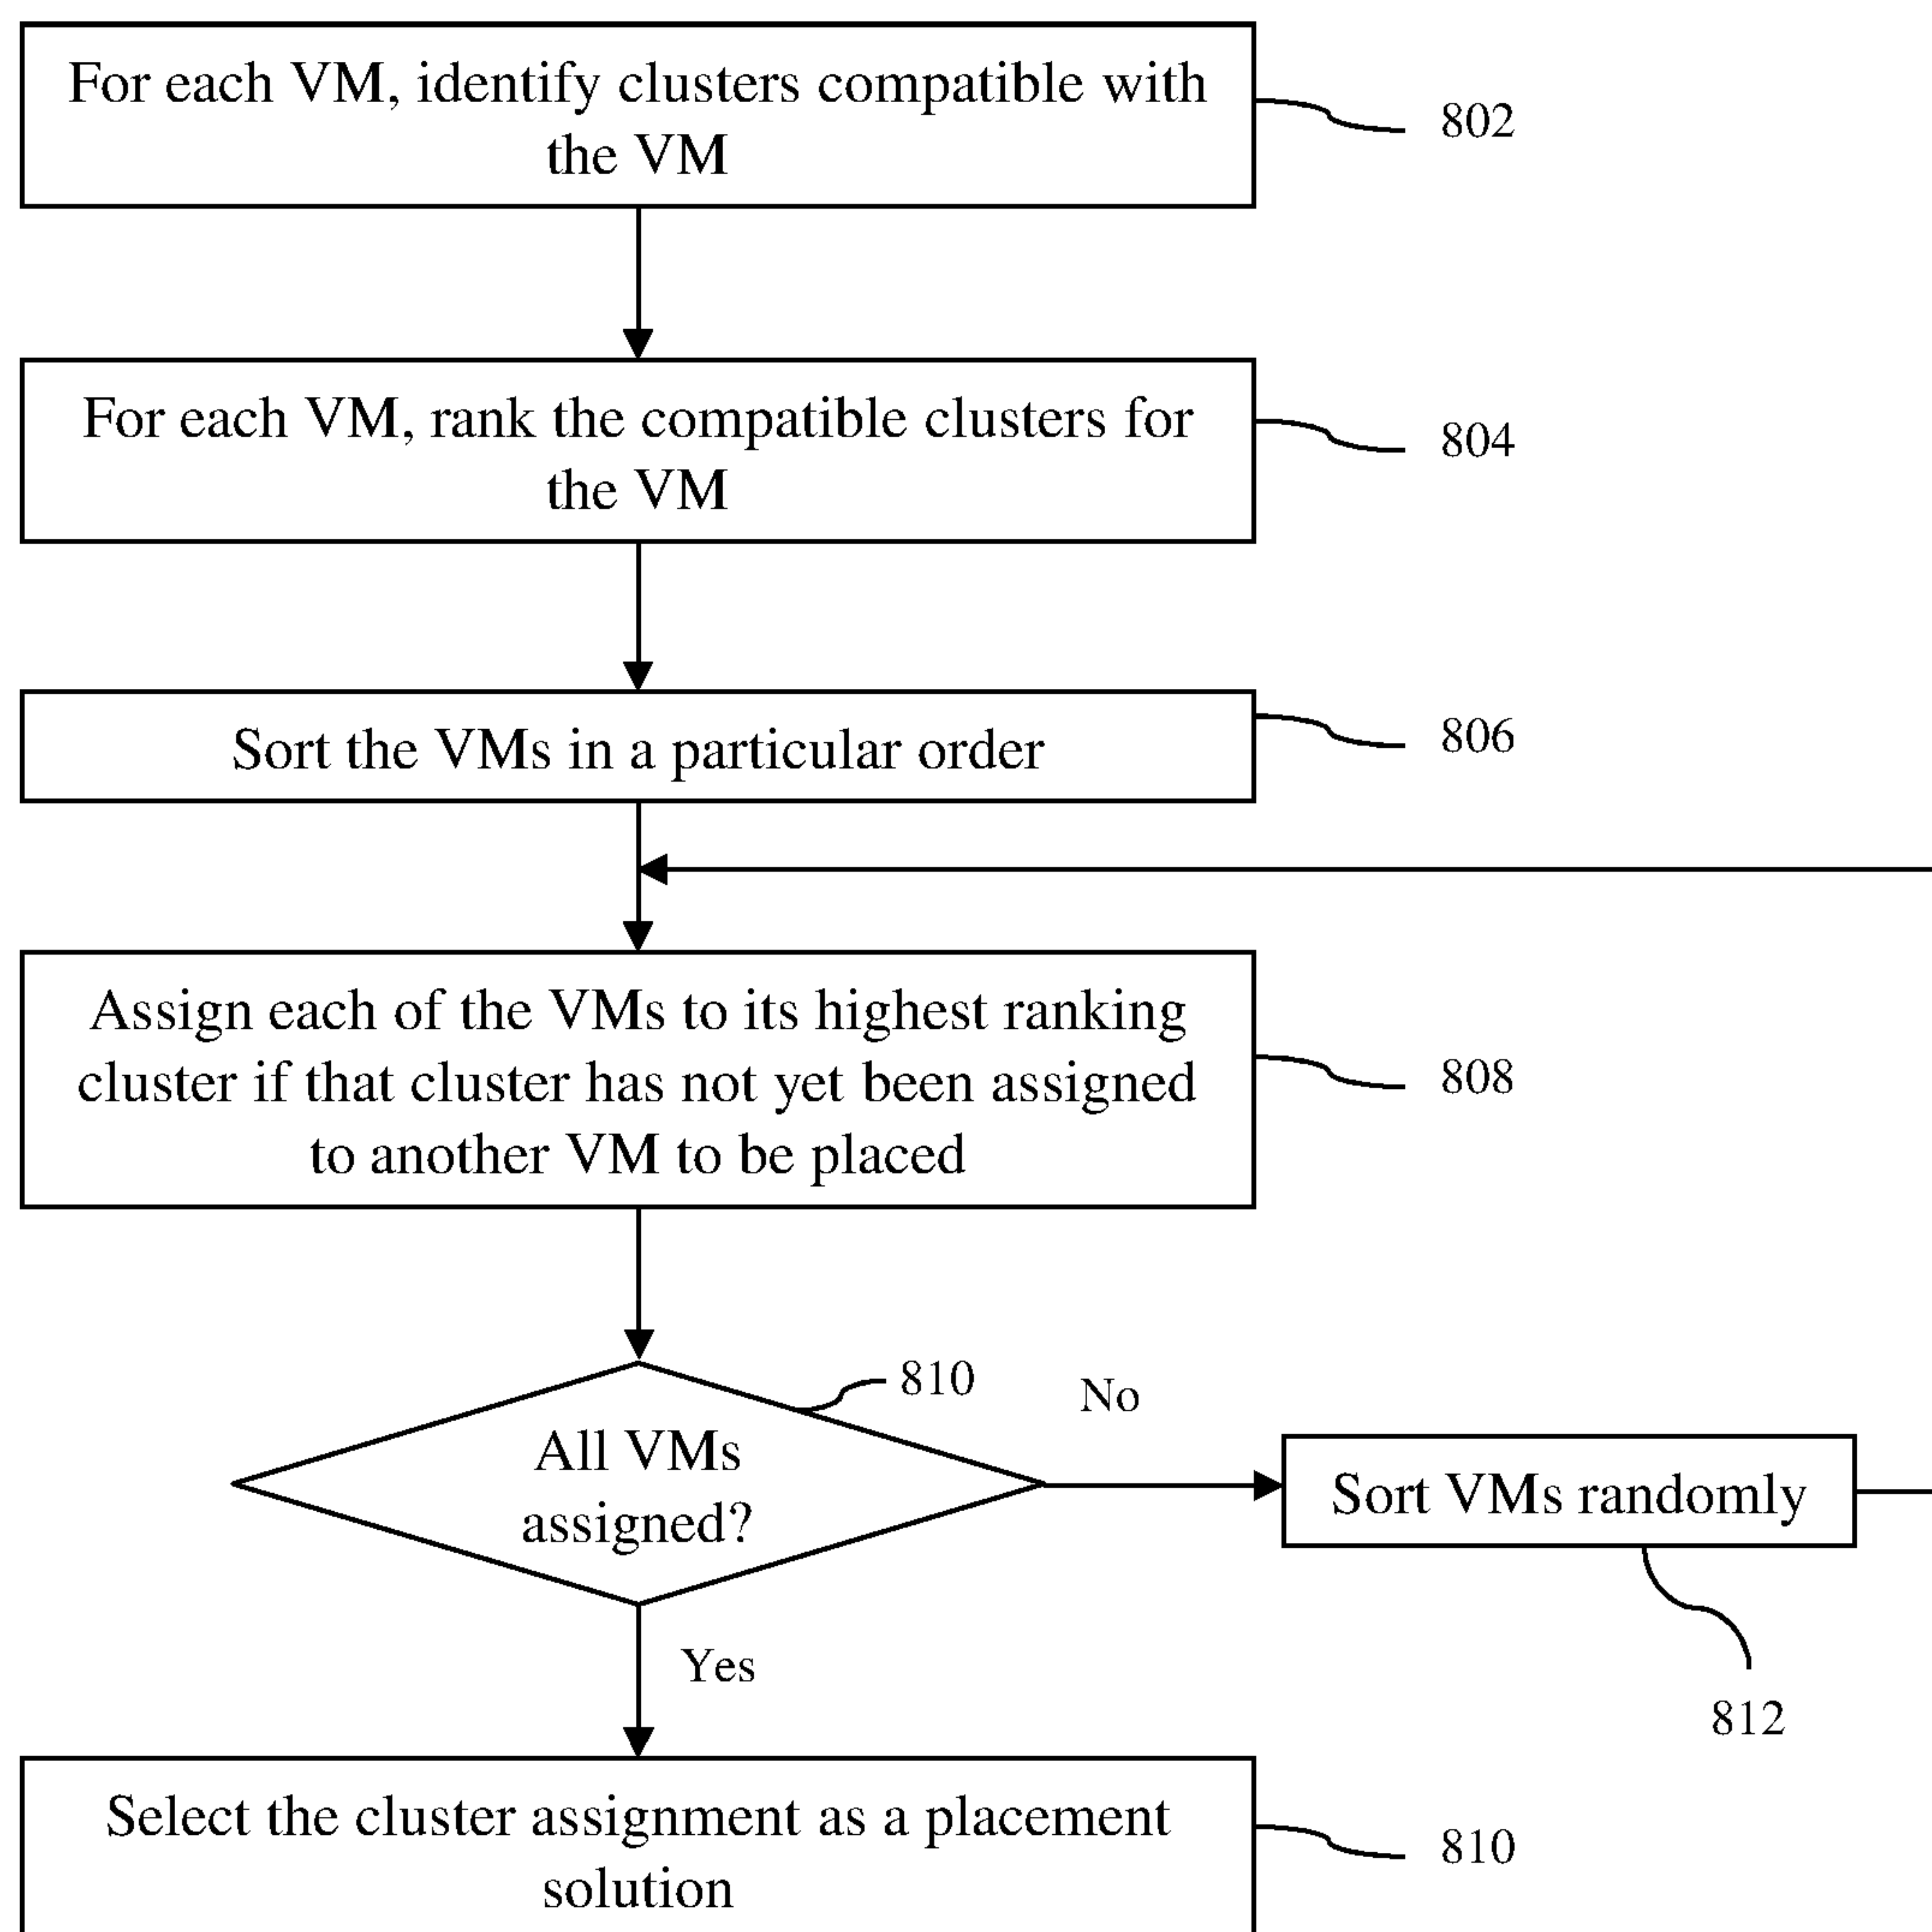 For each VM, identify clusters compatible with
the VM
802
For each VM, rank the compatible clusters for
the VM
804
Sort the VMs in a particular order
806
Assign each of the VMs to its highest ranking
cluster if that cluster has not yet been assigned
to another VM to be placed
808
810
No
All VMs
assigned?
Sort VMs randomly
Yes
812
Select the cluster assignment as a placement
solution
810